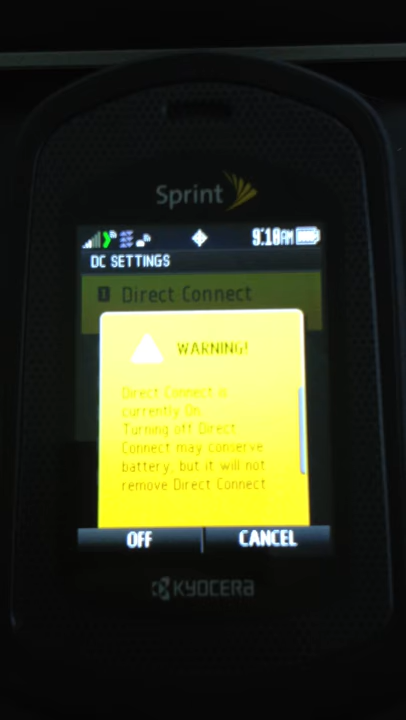 Sprint
9:10AM
DC SETTINGS
1 Direct Connect
WARNING!
Direct Connect is
currently On.
Turning off Direct
Connect may conserve
battery, but it will not
remove Direct Connect
OFF CANCEL
KYOCERA